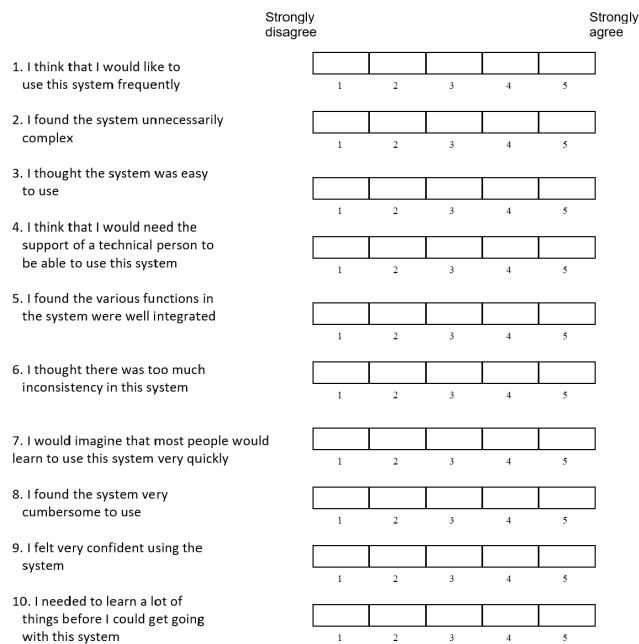 Strongly
disagree
Strongly
agree
1. I think that I would like to
use this system frequently
1 2 3 4 5
2. I found the system unnecessarily
complex
1 2 3 4 5
3. I thought the system was easy
to use
1 2 3 4 5
4. I think that I would need the
support of a technical person to
be able to use this system
1 2 3 4 5
5. I found the various functions in
the system were well integrated
1 2 3 4 5
6. I thought there was too much
inconsistency in this system
1 2 3 4 5
7. I would imagine that most people would
learn to use this system very quickly
1 2 3 4 5
8. I found the system very
cumbersome to use
1 2 3 4 5
9. I felt very confident using the
system
1 2 3 4 5
10. I needed to learn a lot of
things before I could get going
with this system
1 2 3 4 5